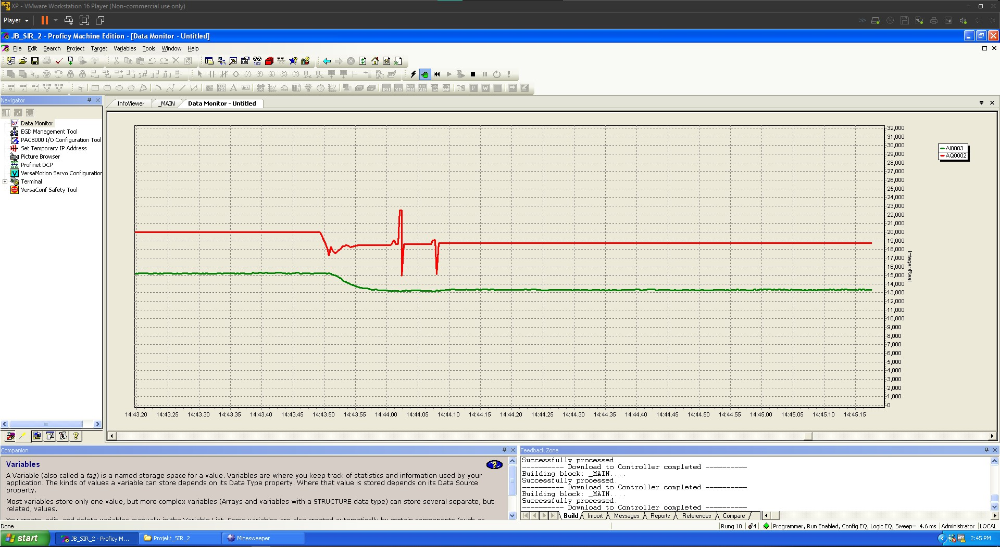 XP - VMware Workstation 16 Player (Non-commercial use only)
Player
JB_SIR_2 - Proficy Machine Edition - [Data Monitor - Untitled]
File Edit Search Project Target Variables Tools Window Help
Navigator
InfoViewer _MAIN Data Monitor - Untitled
Data Monitor
EGD Management Tool
PAC8000 I/O Configuration Tool
Set Temporary IP Address
Picture Browser
Profinet DCP
VersaMotion Servo Configuration
Terminal
VersaConf Safety Tool
32,000
31,000
30,000
29,000
28,000
27,000
26,000
25,000
24,000
23,000
22,000
21,000
20,000
19,000
18,000
17,000
16,000
15,000
14,000
13,000
12,000
11,000
10,000
9,000
8,000
7,000
6,000
5,000
4,000
3,000
2,000
1,000
0
Integer/Real
AI0003
AQ0002
14:43.20 14:43.25 14:43.30 14:43.35 14:43.40 14:43.45 14:43.50 14:43.55 14:44.00 14:44.05 14:44.10 14:44.15 14:44.20 14:44.25 14:44.30 14:44.35 14:44.40 14:44.45 14:44.50 14:44.55 14:45.00 14:45.05 14:45.10 14:45.15
Companion
Variables
A Variable (also called a tag) is a named storage space for a value. Variables are where you keep track of statistics and information used by your
application. The kinds of values a variable can store depends on its Data Type property. Where that value is stored depends on its Data Source
property.
Most variables store only one value, but more complex variables (Arrays and variables with a STRUCTURE data type) can store several separate, but
related, values.
Feedback Zone
Successfully processed.
---------- Download to Controller completed ----------
Building block: _MAIN....
Successfully processed.
---------- Download to Controller completed ----------
Building block: _MAIN....
Successfully processed.
---------- Download to Controller completed ----------
Build Import Messages Reports References Compare
Done
Rung 10 4 Programmer, Run Enabled, Config EQ, Logic EQ, Sweep= 4.6 ms Administrator LOCAL
start JB_SIR_2 - Proficy M... Projekt_SIR_2 Minesweeper 2:45 PM